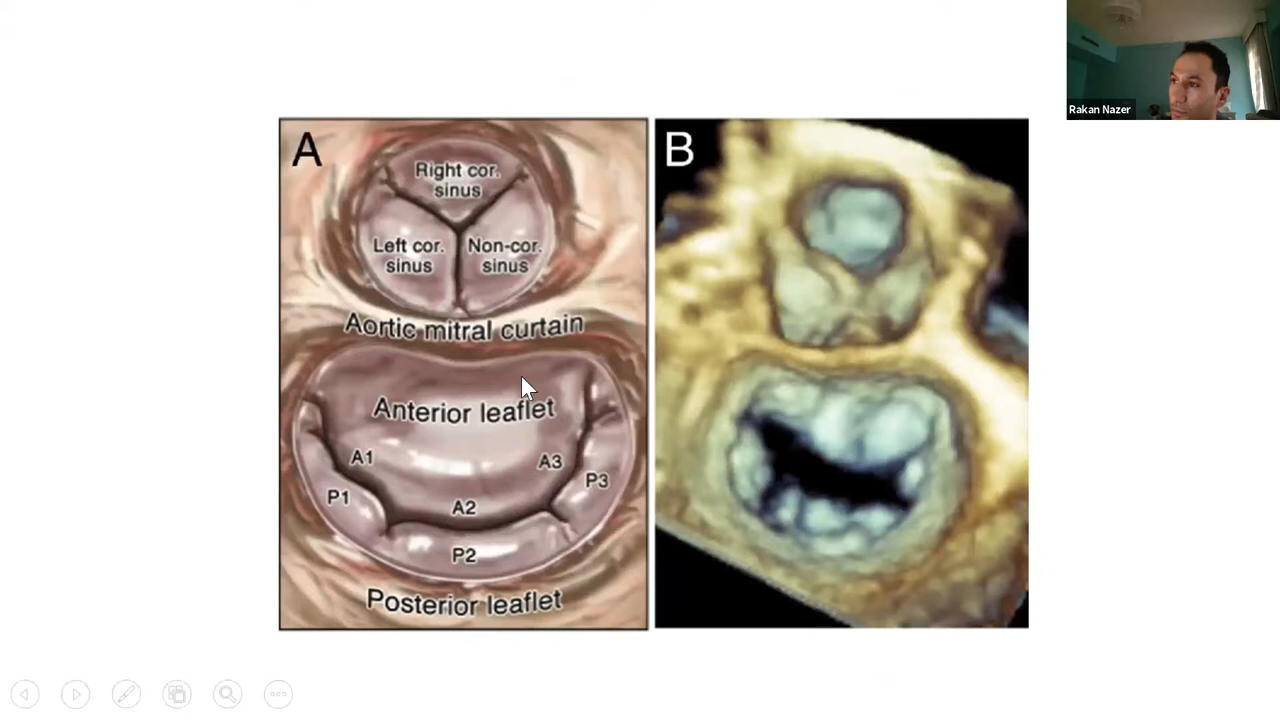 Rakan Nazer
A
B
Right cor.
sinus
Left cor.
sinus
Non-cor.
sinus
Aortic mitral curtain
Anterior leaflet
A1
A3
P1
P3
A2
P2
Posterior leaflet